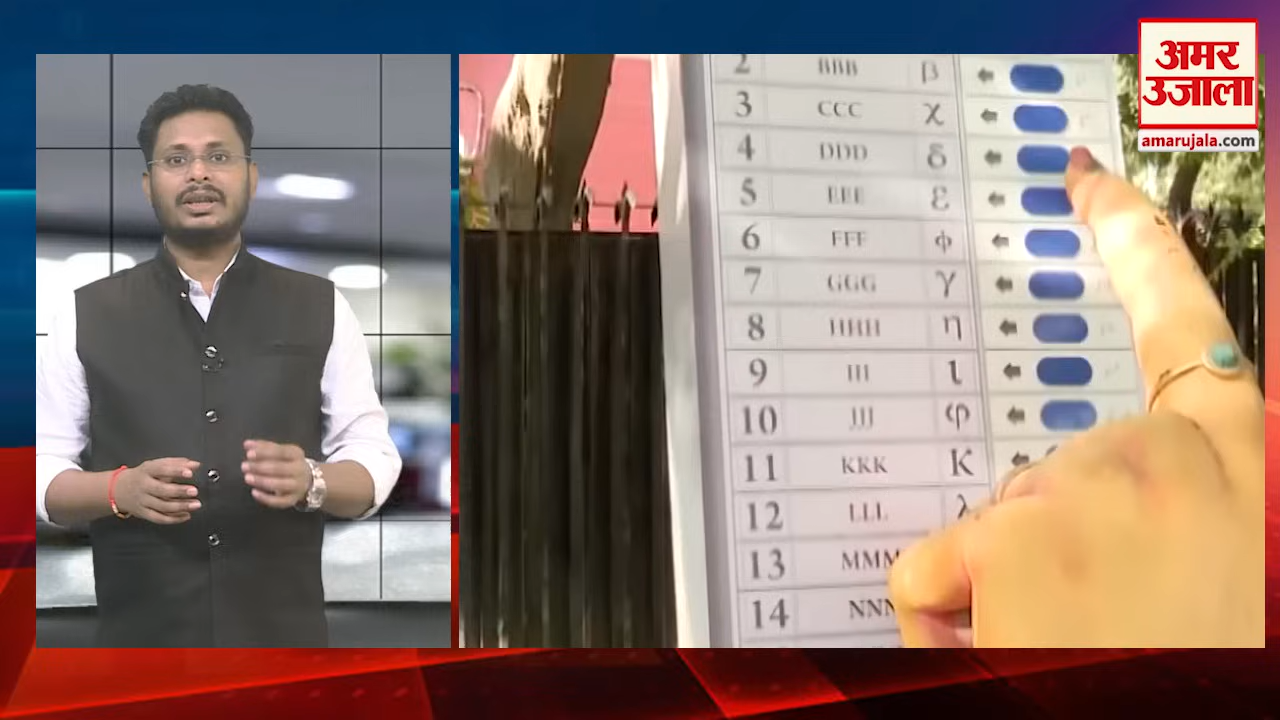 अमर
उजाला
amarujala.com
2 BBB β
3 CCC χ
4 DDD δ
5 EEE ε
6 FFF ϕ
7 GGG γ
8 HHH η
9 III ι
10 JJJ φ
11 KKK K
12 LLL λ
13 MMM
14 NNN